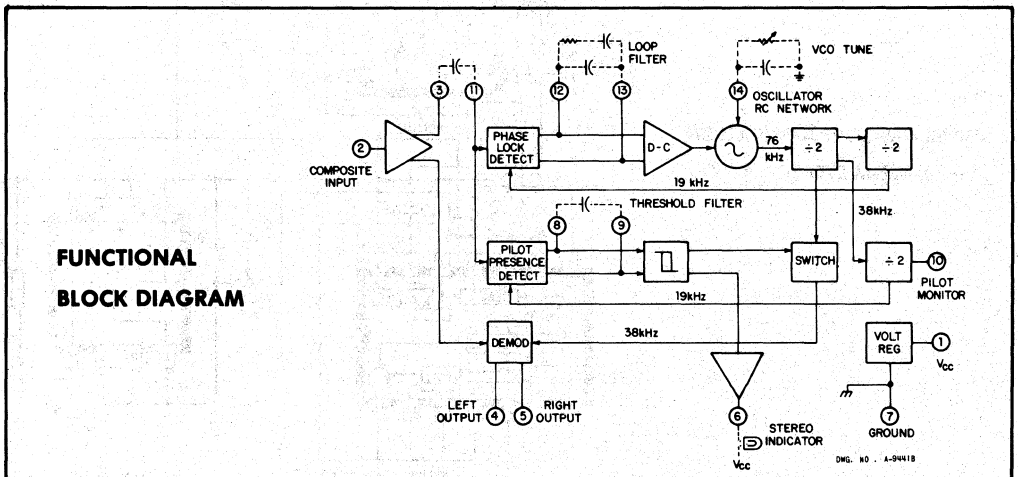 LOOP
FILTER
VCO TUNE
3
11
12
13
14
OSCILLATOR
RC NETWORK
2
COMPOSITE
INPUT
PHASE
LOCK
DETECT
D-C
76
kHz
÷2
÷2
19 kHz
38kHz
THRESHOLD FILTER
8
9
FUNCTIONAL
BLOCK DIAGRAM
PILOT
PRESENCE
DETECT
SWITCH
÷2
10
PILOT
MONITOR
19kHz
38kHz
DEMOD
VOLT
REG
1
Vcc
LEFT
OUTPUT
4
5
RIGHT
OUTPUT
6
STEREO
INDICATOR
Vcc
7
GROUND
DWG. NO. A-9441B